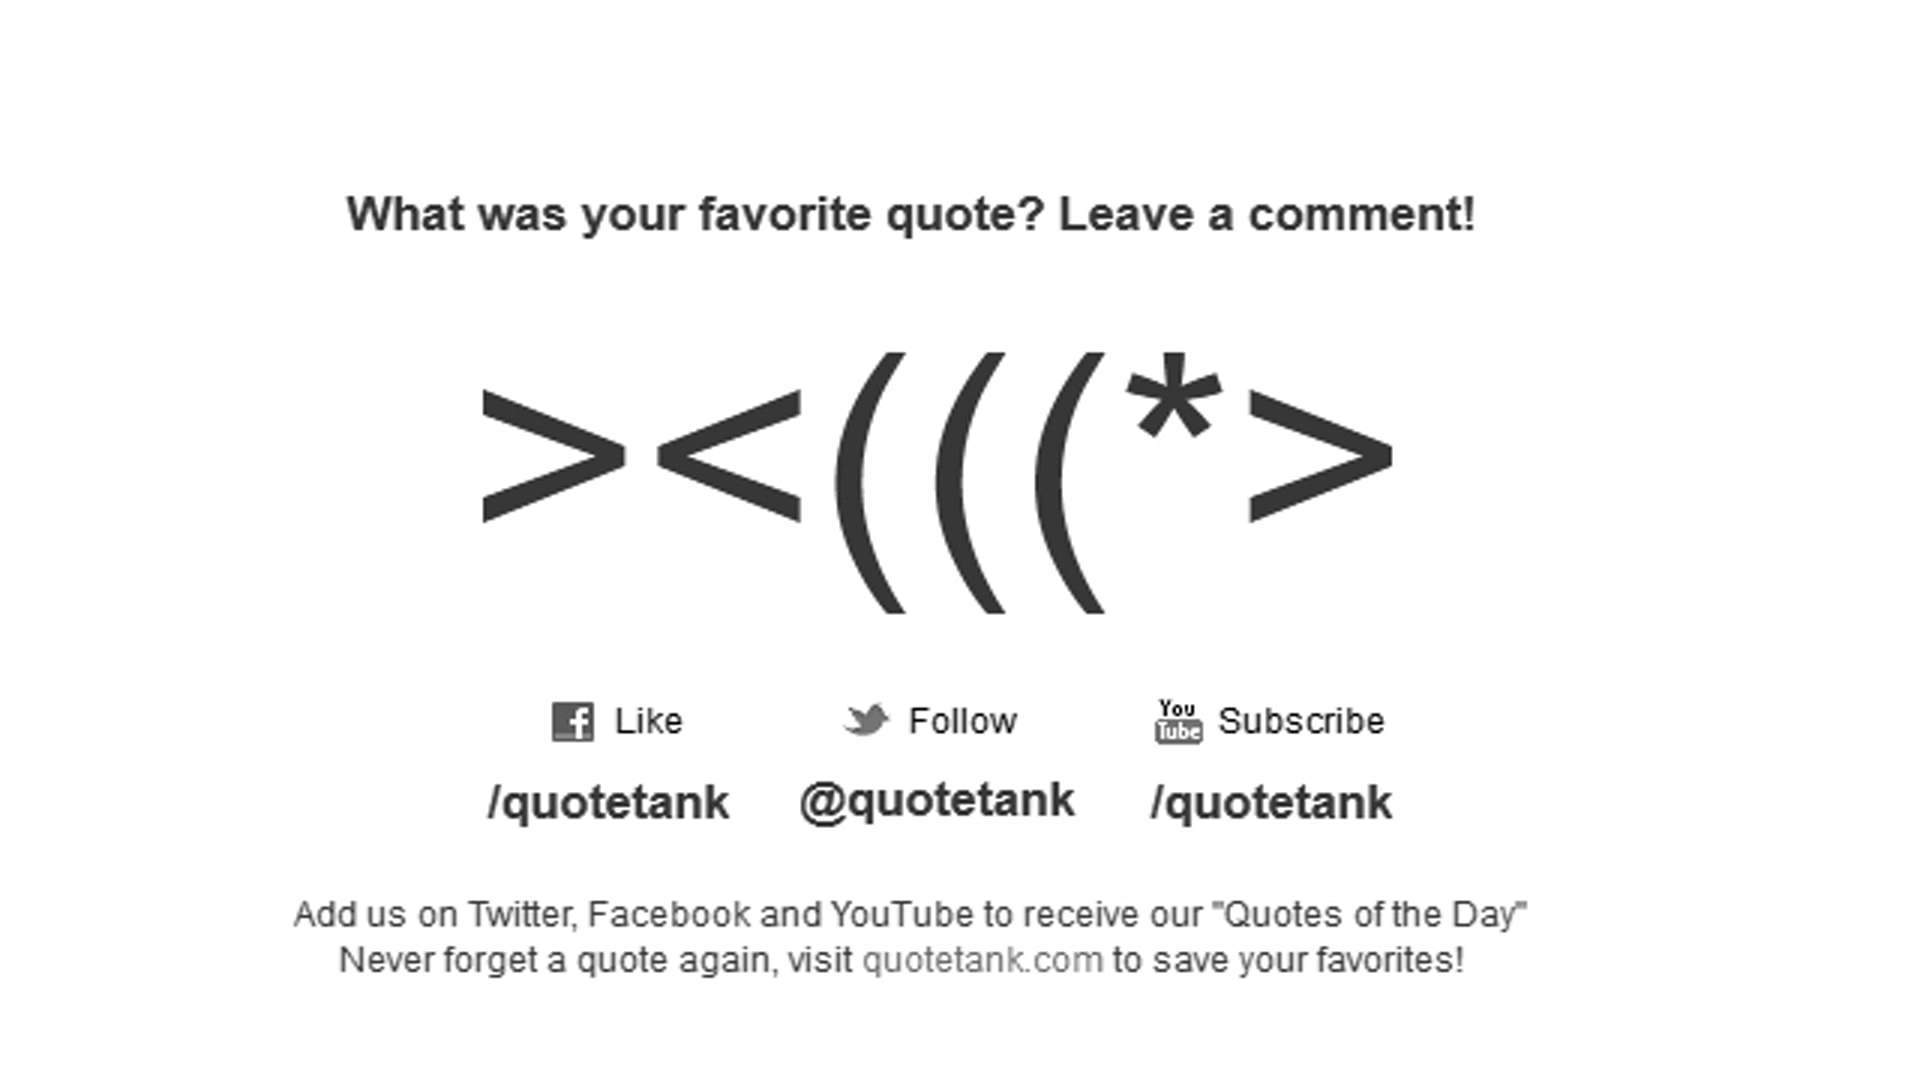 What was your favorite quote? Leave a comment!
><(((*>
f Like Follow You Tube Subscribe
/quotetank @quotetank /quotetank
Add us on Twitter, Facebook and YouTube to receive our "Quotes of the Day"
Never forget a quote again, visit quotetank.com to save your favorites!